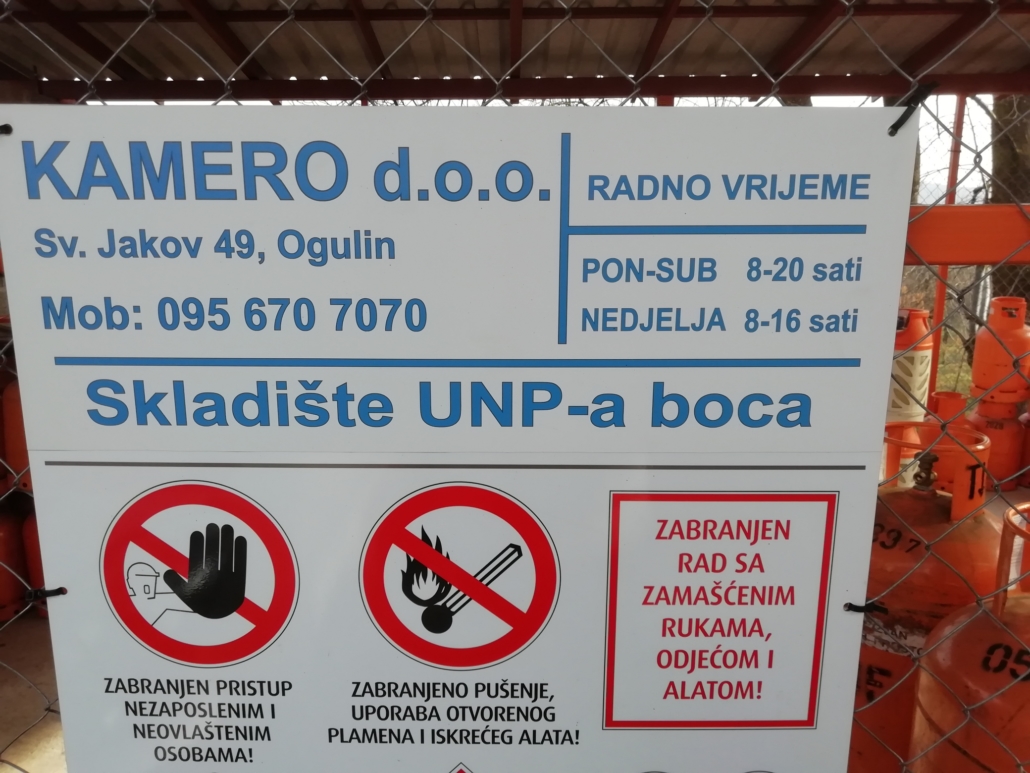 KAMERO d.o.o.
Sv. Jakov 49, Ogulin
Mob: 095 670 7070
RADNO VRIJEME
PON-SUB 8-20 sati
NEDJELJA 8-16 sati
Skladište UNP-a boca
ZABRANJEN PRISTUP
NEZAPOSLENIM I
NEOVLAŠTENIM
OSOBAMA!
ZABRANJENO PUŠENJE,
UPORABA OTVORENOG
PLAMENA I ISKREĆEG ALATA!
ZABRANJEN
RAD SA
ZAMAŠĆENIM
RUKAMA,
ODJEĆOM I
ALATOM!